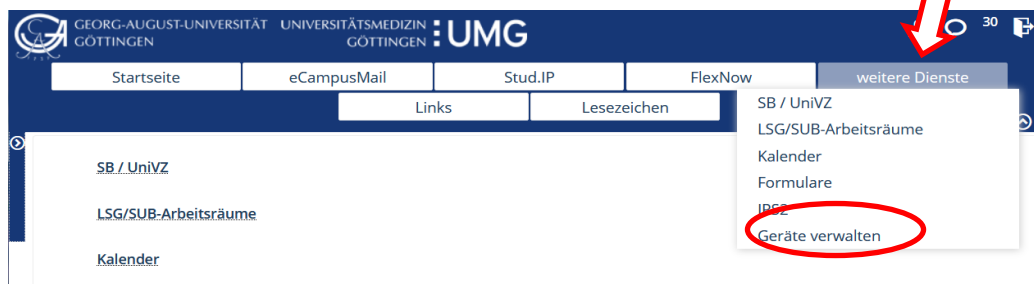 GEORG-AUGUST-UNIVERSITÄT UNIVERSITÄTSMEDIZIN
GÖTTINGEN GÖTTINGEN : UMG
30
Startseite eCampusMail Stud.IP FlexNow weitere Dienste
Links Lesezeichen
SB / UniVZ
LSG/SUB-Arbeitsräume
Kalender
Formulare
IPS2
Geräte verwalten
SB / UniVZ
LSG/SUB-Arbeitsräume
Kalender